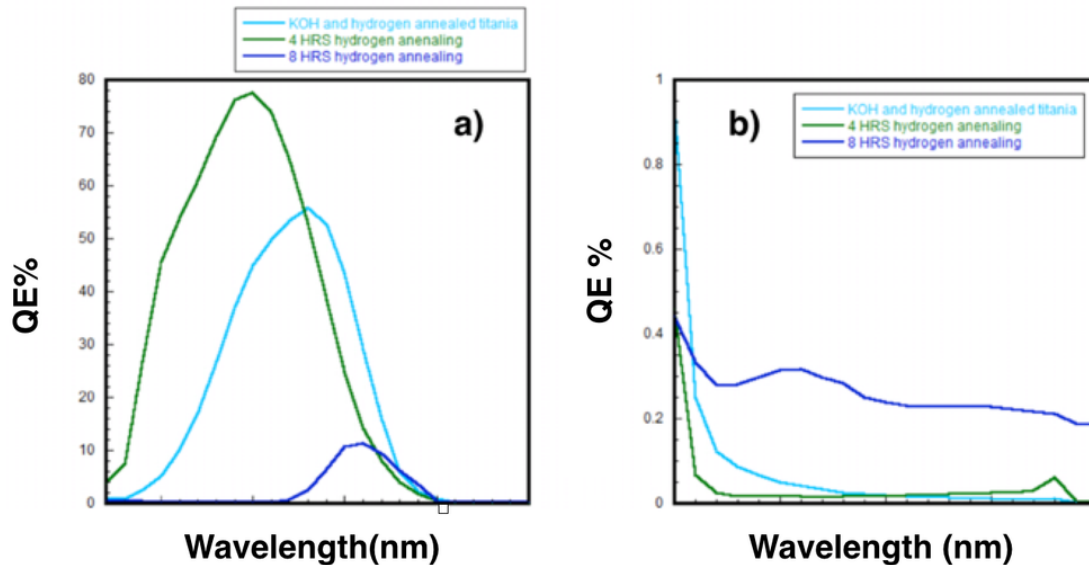 KOH and hydrogen annealed titania
4 HRS hydrogen anenaling
8 HRS hydrogen annealing
a)
80
70
60
50
40
30
20
10
0
QE%
Wavelength(nm)
b)
KOH and hydrogen annealed titania
4 HRS hydrogen anenaling
8 HRS hydrogen annealing
1
0.8
0.6
0.4
0.2
0
QE %
Wavelength (nm)